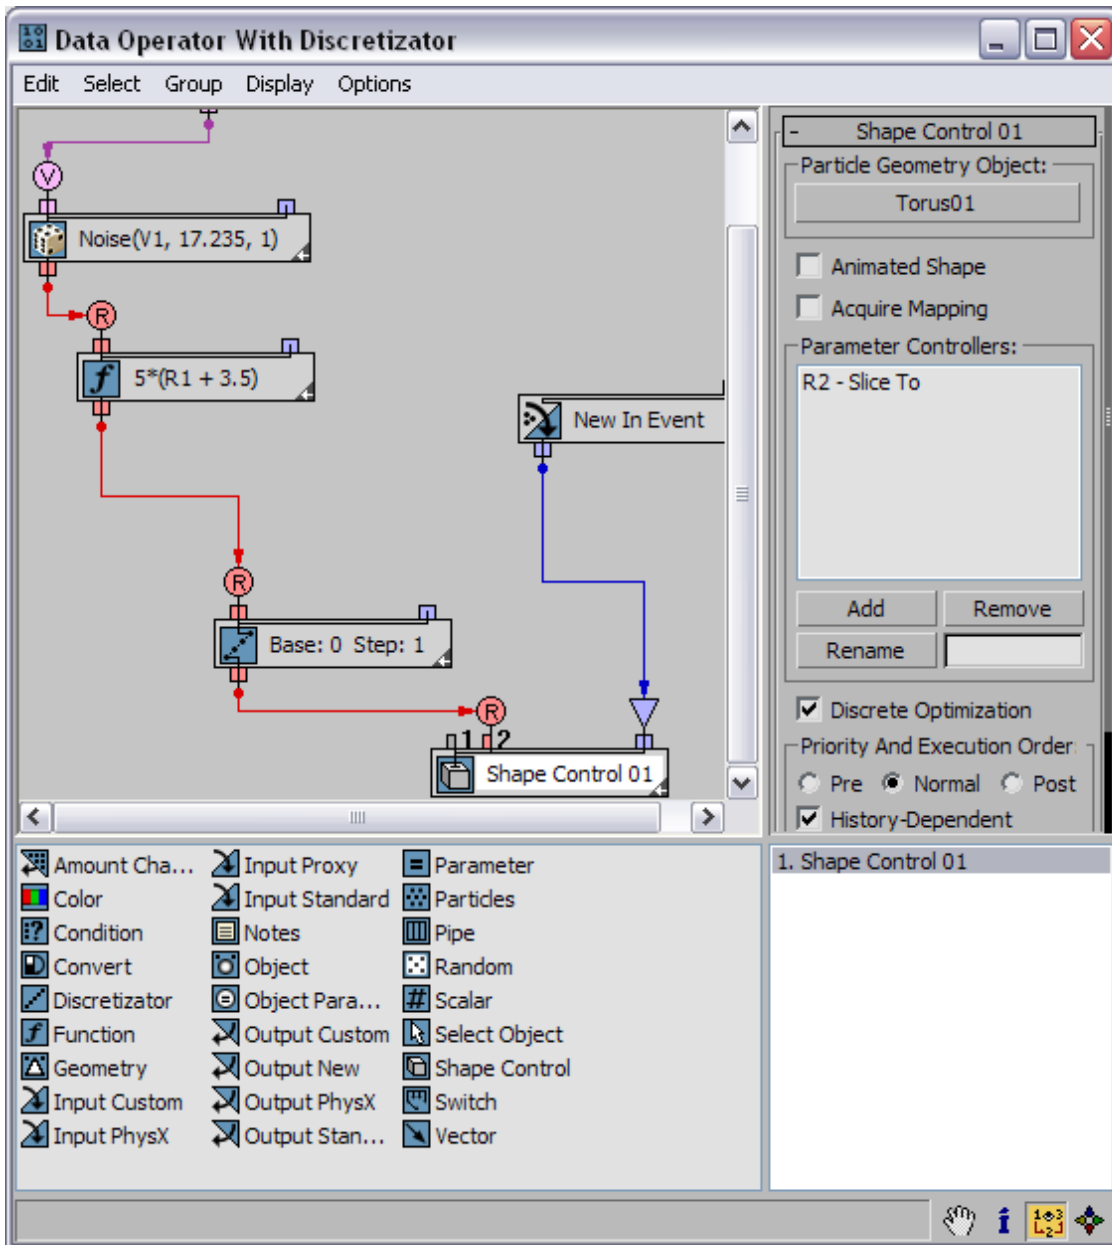 Data Operator With Discretizator
Edit Select Group Display Options
V
Noise(V1, 17.235, 1)
R
5*(R1 + 3.5)
New In Event
R
Base: 0 Step: 1
R
1 2
Shape Control 01
- Shape Control 01
Particle Geometry Object:
Torus01
Animated Shape
Acquire Mapping
Parameter Controllers:
R2 - Slice To
Add Remove
Rename
Discrete Optimization
Priority And Execution Order:
Pre Normal Post
History-Dependent
Amount Cha... Input Proxy Parameter
Color Input Standard Particles
Condition Notes Pipe
Convert Object Random
Discretizator Object Para... Scalar
Function Output Custom Select Object
Geometry Output New Shape Control
Input Custom Output PhysX Switch
Input PhysX Output Stan... Vector
1. Shape Control 01